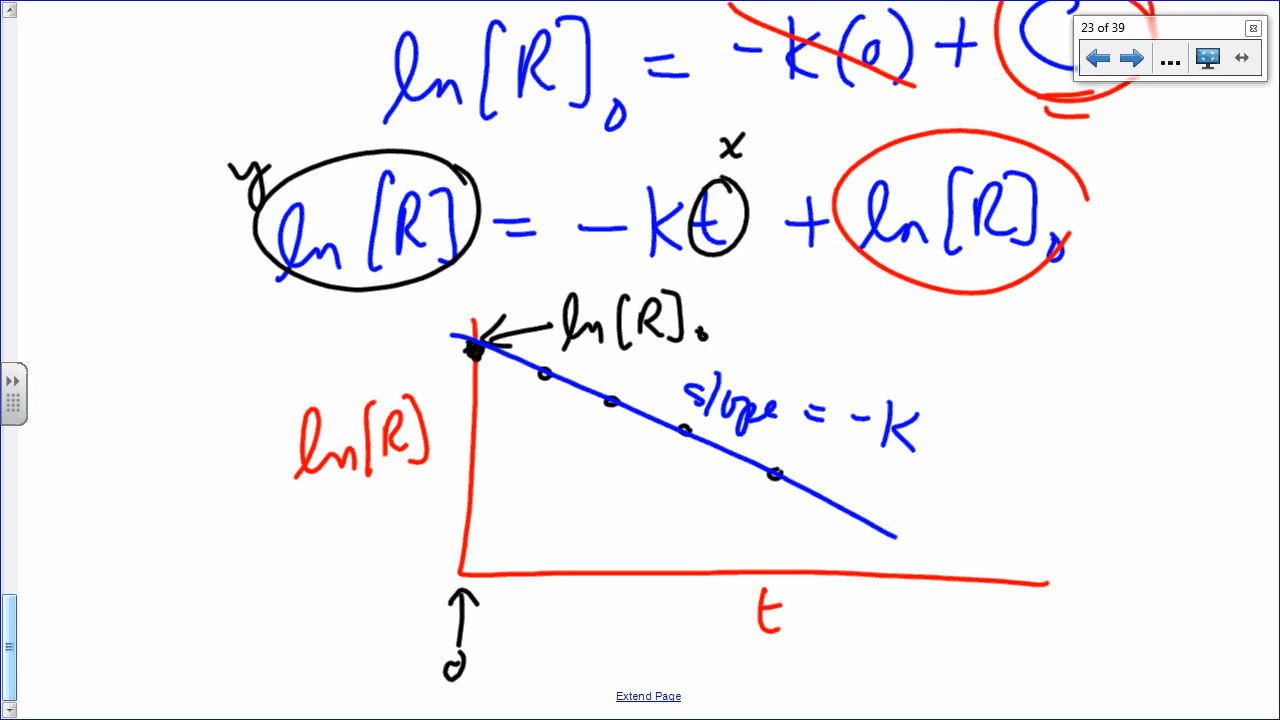 23 of 39
ln[R]₀ = -k(0) + C
x
y
ln[R] = -kt + ln[R]₀
ln[R]₀
slope = -k
ln[R]
t
0
Extend Page